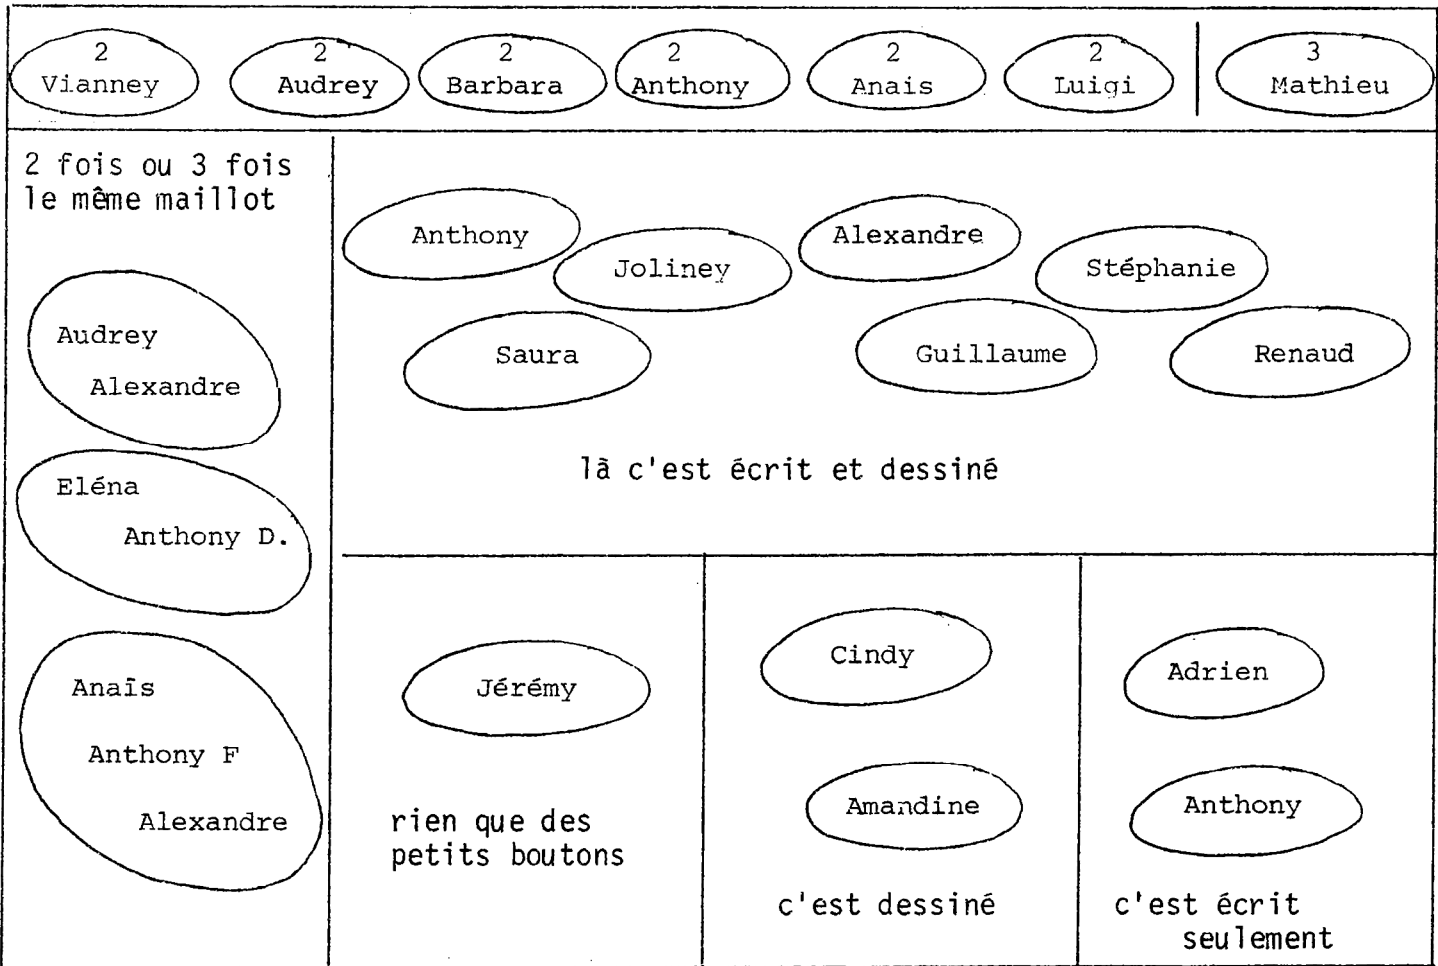 2 2 2 2 2 2 3
Vianney Audrey Barbara Anthony Anais Luigi Mathieu
2 fois ou 3 fois
le même maillot
Audrey
Alexandre
Eléna
Anthony D.
Anaïs
Anthony F
Alexandre
Anthony
Joliney
Alexandre
Stéphanie
Saura
Guillaume
Renaud
là c'est écrit et dessiné
Jérémy
rien que des
petits boutons
Cindy
Amandine
c'est dessiné
Adrien
Anthony
c'est écrit
seulement